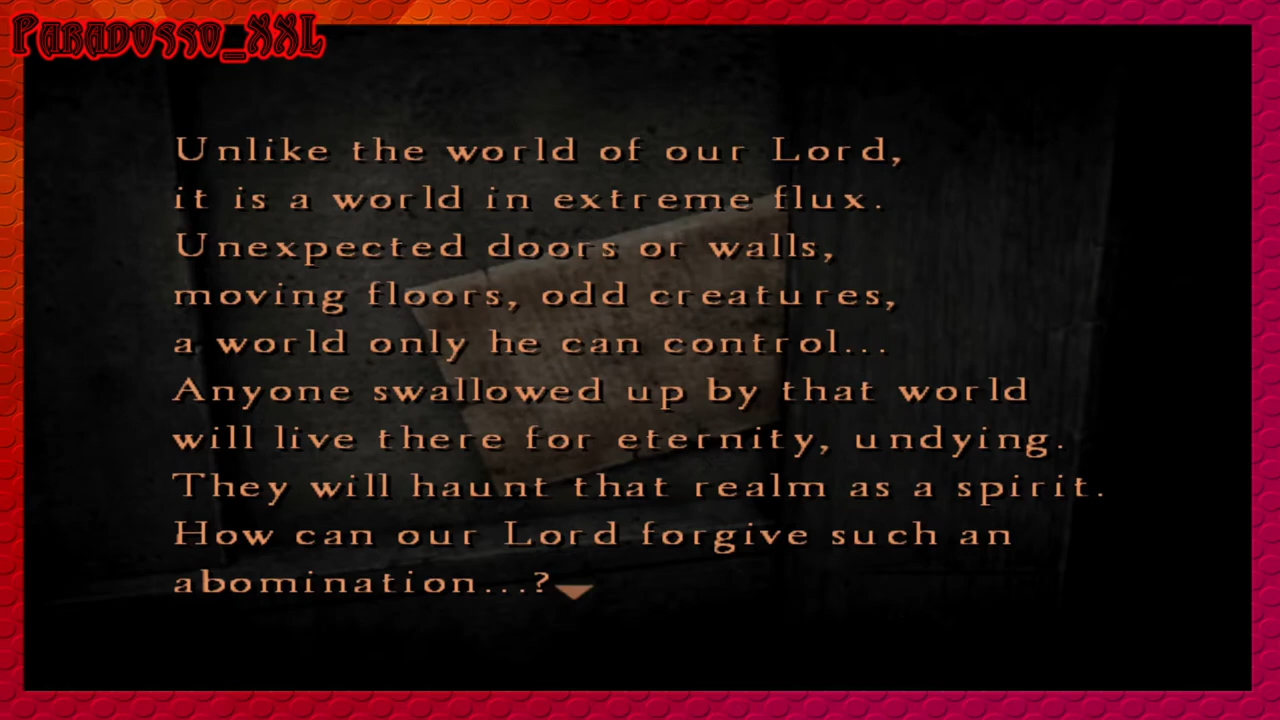 Paradosso_XXL
Unlike the world of our Lord,
it is a world in extreme flux.
Unexpected doors or walls,
moving floors, odd creatures,
a world only he can control...
Anyone swallowed up by that world
will live there for eternity, undying.
They will haunt that realm as a spirit.
How can our Lord forgive such an
abomination...?